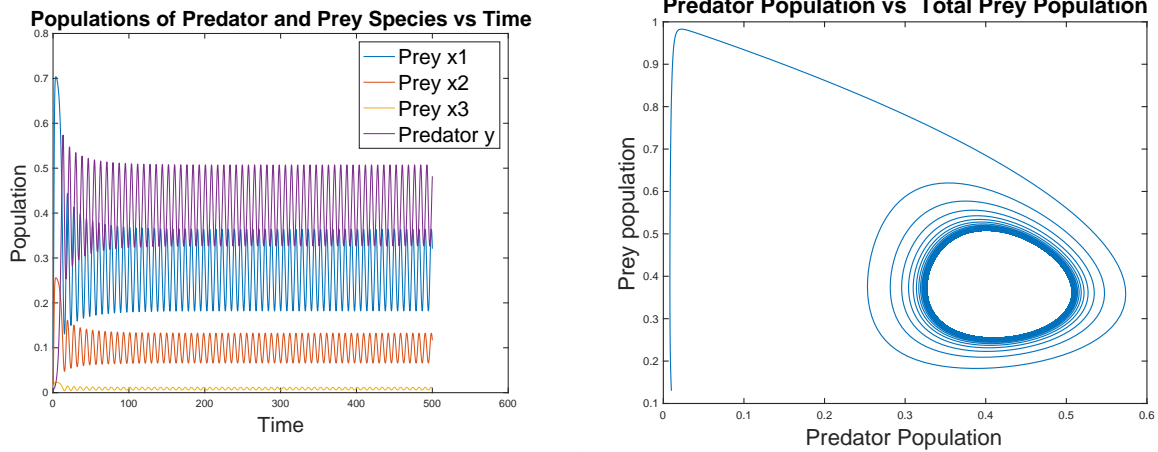 Populations of Predator and Prey Species vs Time
0.8
0.7
0.6
0.5
0.4
0.3
0.2
0.1
0
Population
Prey x1
Prey x2
Prey x3
Predator y
0 100 200 300 400 500 600
Time
Predator Population vs Total Prey Population
1
0.9
0.8
0.7
0.6
0.5
0.4
0.3
0.2
0.1
Prey population
0 0.1 0.2 0.3 0.4 0.5 0.6
Predator Population